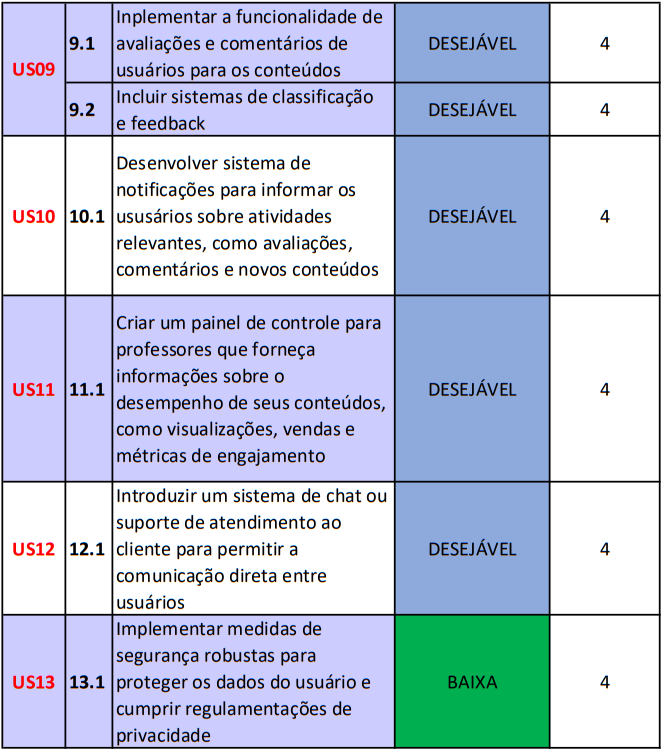 US09
9.1
Inplementar a funcionalidade de
avaliações e comentários de
usuários para os conteúdos
DESEJÁVEL
4
9.2
Incluir sistemas de classificação
e feedback
DESEJÁVEL
4
US10
10.1
Desenvolver sistema de
notificações para informar os
ususários sobre atividades
relevantes, como avaliações,
comentários e novos conteúdos
DESEJÁVEL
4
US11
11.1
Criar um painel de controle para
professores que forneça
informações sobre o
desempenho de seus conteúdos,
como visualizações, vendas e
métricas de engajamento
DESEJÁVEL
4
US12
12.1
Introduzir um sistema de chat ou
suporte de atendimento ao
cliente para permitir a
comunicação direta entre
usuários
DESEJÁVEL
4
US13
13.1
Implementar medidas de
segurança robustas para
proteger os dados do usuário e
cumprir regulamentações de
privacidade
BAIXA
4